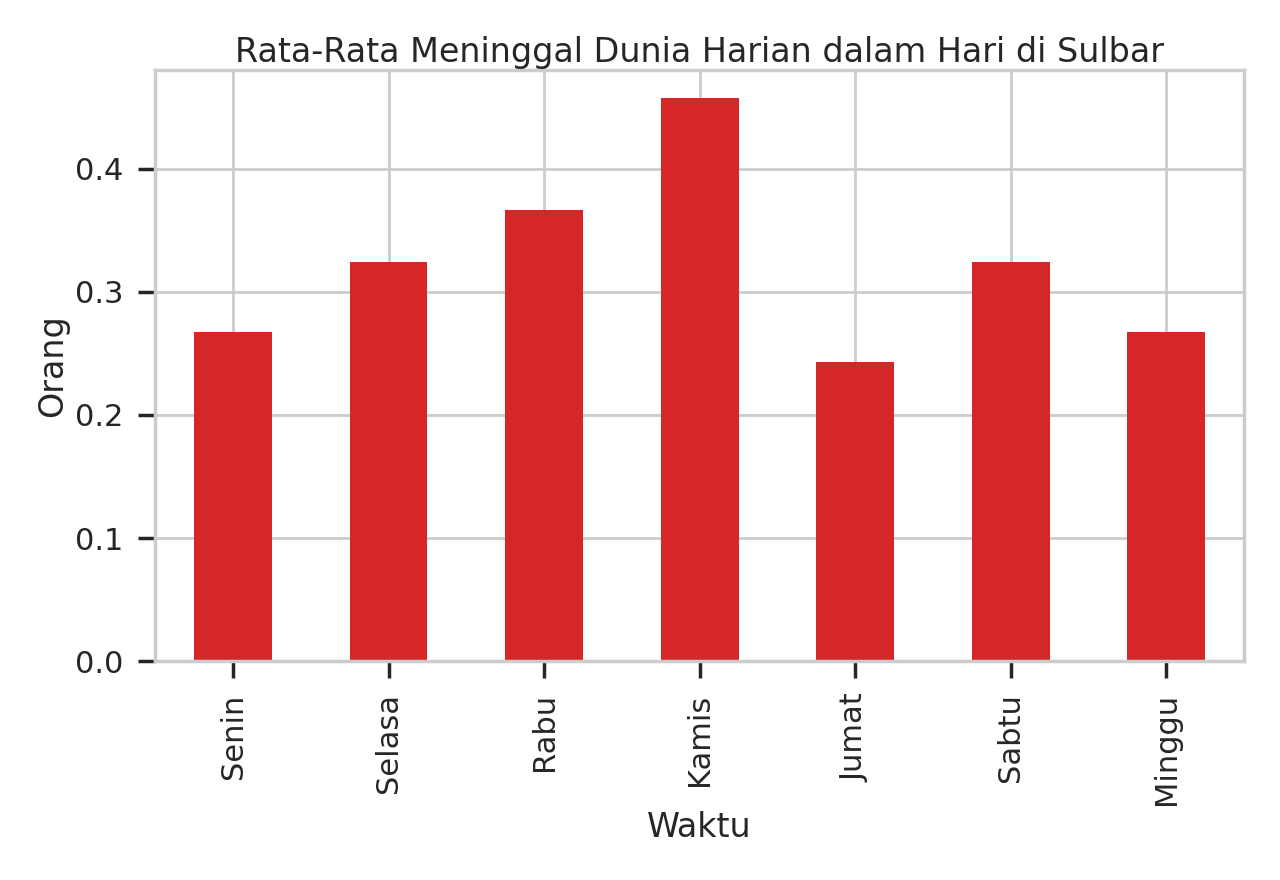 Rata-Rata Meninggal Dunia Harian dalam Hari di Sulbar
Orang
0.4
0.3
0.2
0.1
0.0
Senin
Selasa
Rabu
Kamis
Jumat
Sabtu
Minggu
Waktu